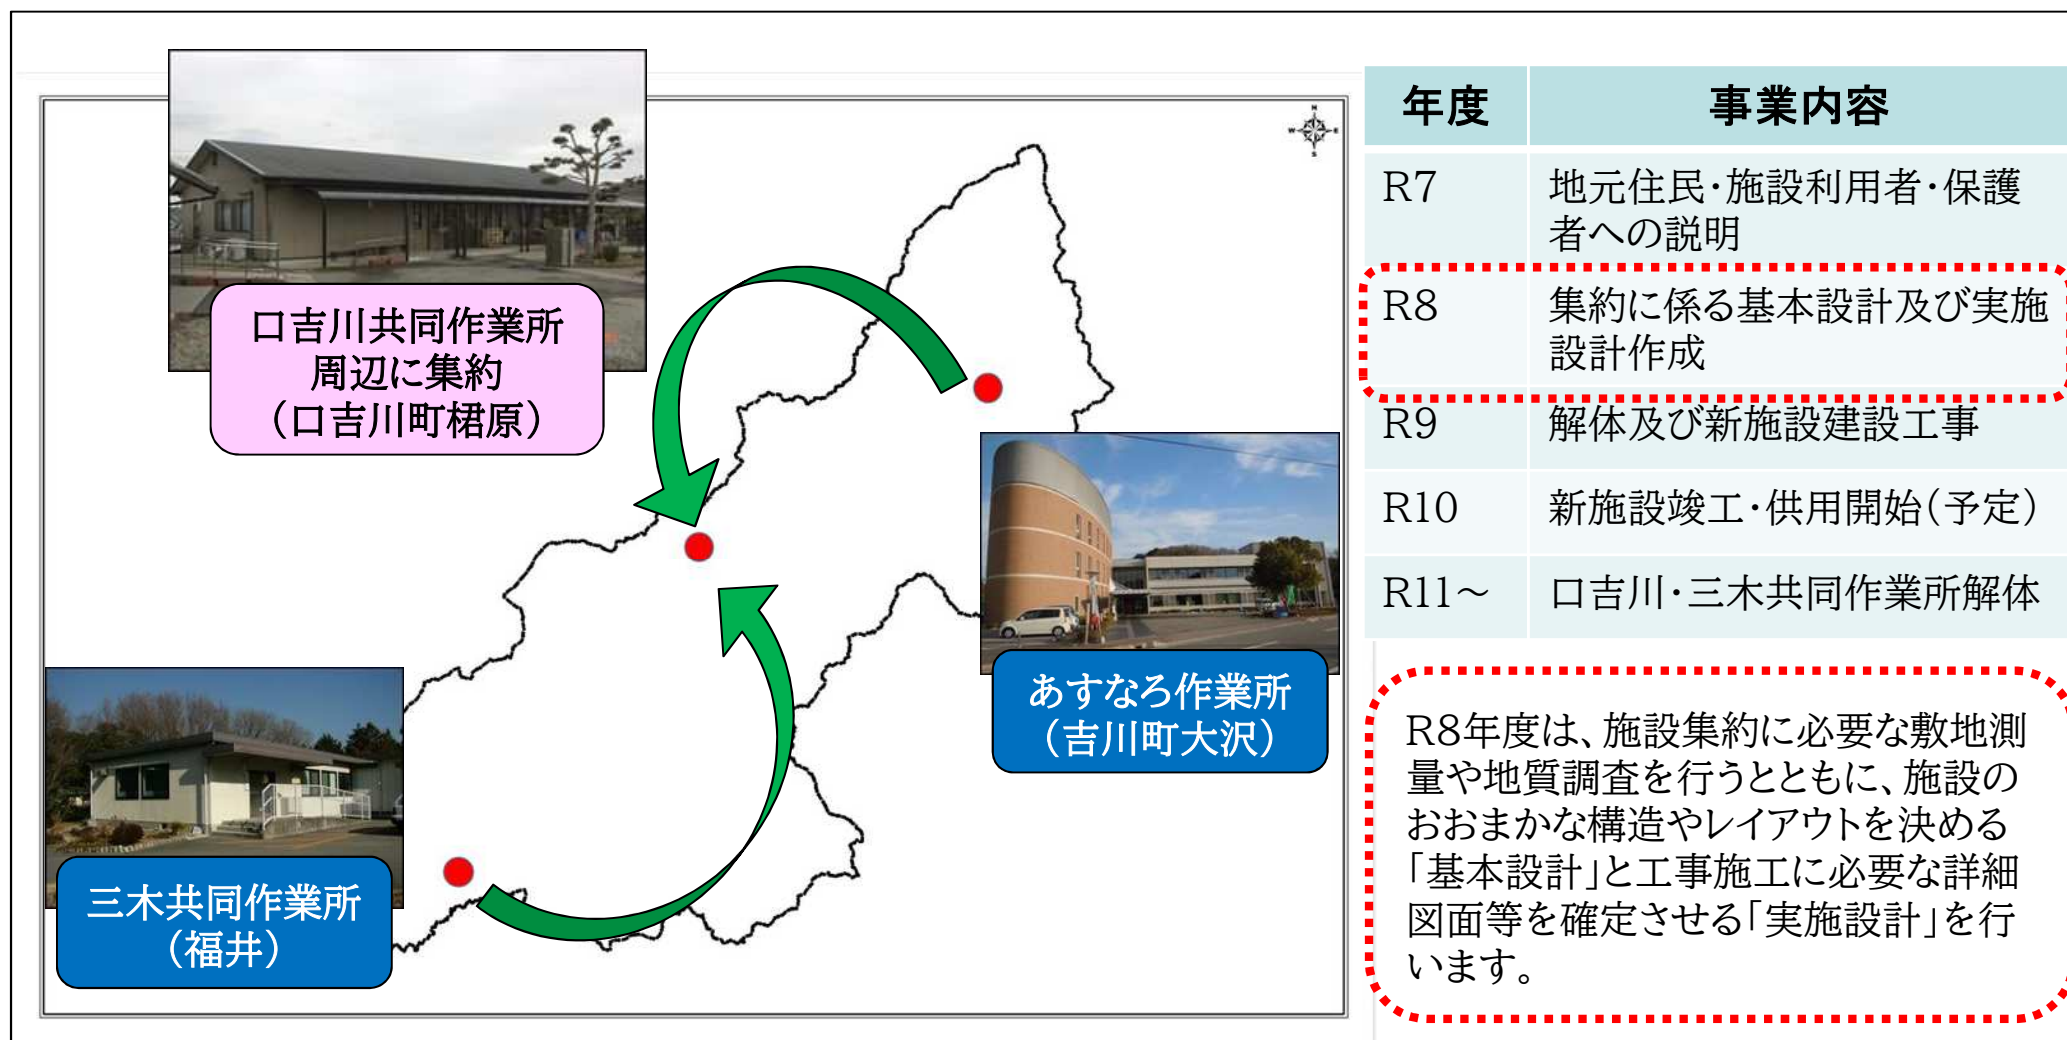 口吉川共同作業所
周辺に集約
（口吉川町桾原）
あすなろ作業所
（吉川町大沢）
三木共同作業所
（福井）
N
W
E
S
年度 事業内容
R7 地元住民・施設利用者・保護
者への説明
R8 集約に係る基本設計及び実施
設計作成
R9 解体及び新施設建設工事
R10 新施設竣工・供用開始（予定）
R11～ 口吉川・三木共同作業所解体
R8年度は、施設集約に必要な敷地測
量や地質調査を行うとともに、施設の
おおまかな構造やレイアウトを決める
「基本設計」と工事施工に必要な詳細
図面等を確定させる「実施設計」を行
います。